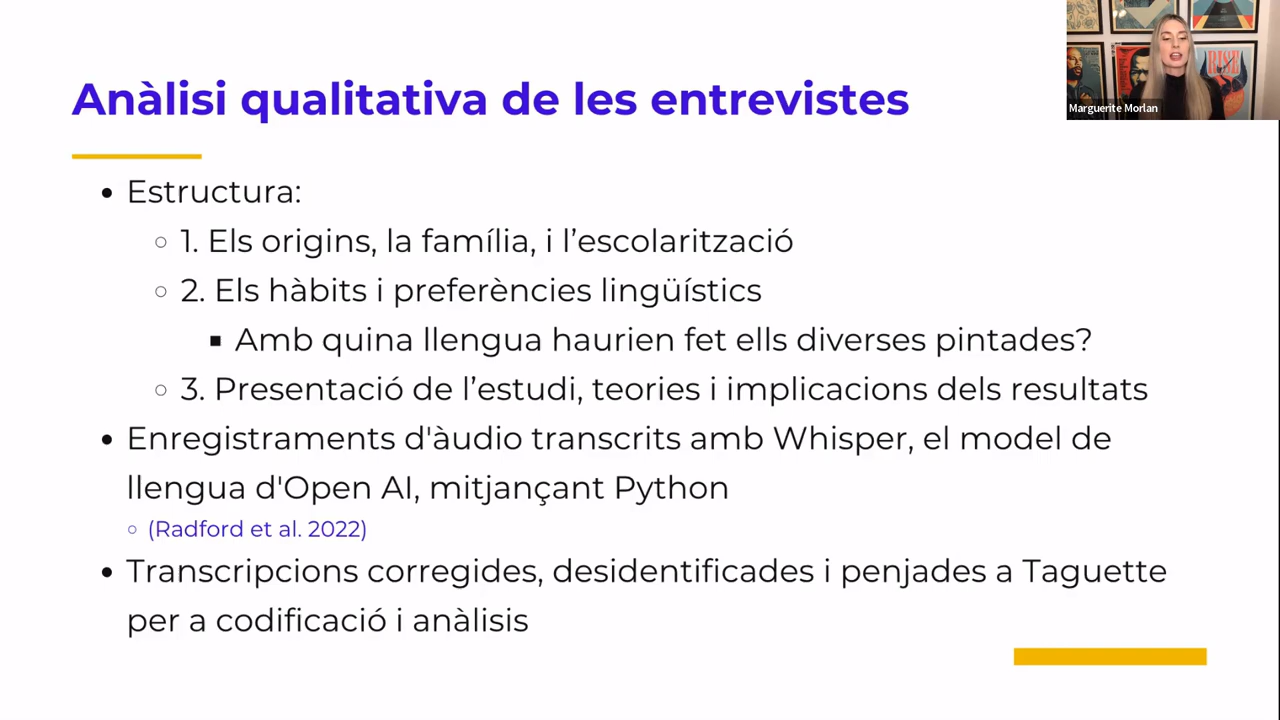 Anàlisi qualitativa de les entrevistes
Marguerite Morlan
RISE
• Estructura:
○ 1. Els origins, la família, i l’escolarització
○ 2. Els hàbits i preferències lingüístics
▪ Amb quina llengua haurien fet ells diverses pintades?
○ 3. Presentació de l’estudi, teories i implicacions dels resultats
• Enregistraments d'àudio transcrits amb Whisper, el model de
llengua d'Open AI, mitjançant Python
○ (Radford et al. 2022)
• Transcripcions corregides, desidentificades i penjades a Taguette
per a codificació i anàlisis